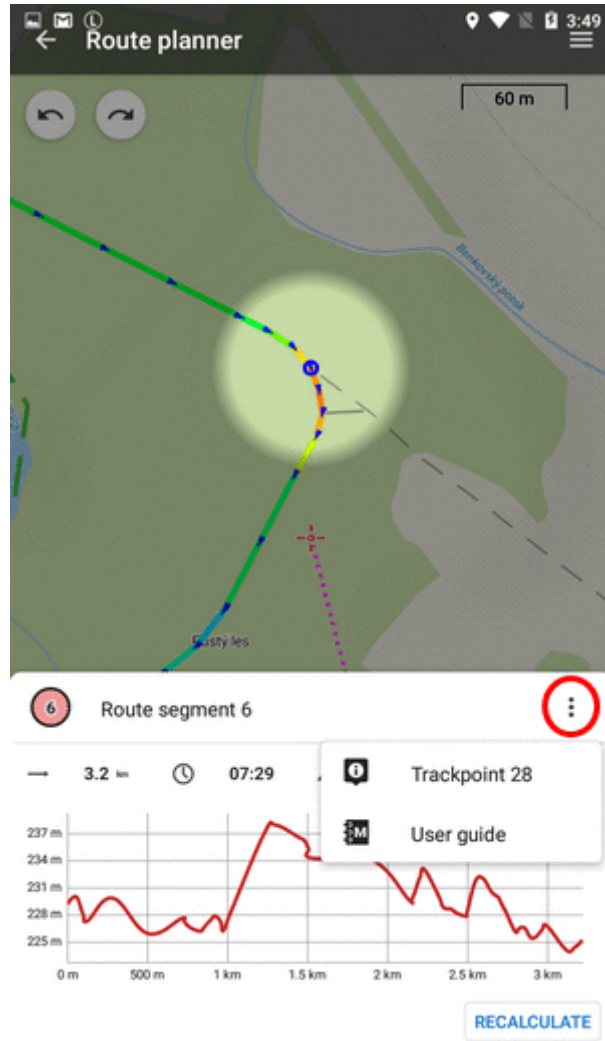 3:49
Route planner
60 m
Benkovský potok
Pustý les
6
Route segment 6
3.2 km
07:29
Trackpoint 28
M
User guide
237 m
234 m
231 m
228 m
225 m
0 m
500 m
1 km
1.5 km
2 km
2.5 km
3 km
RECALCULATE